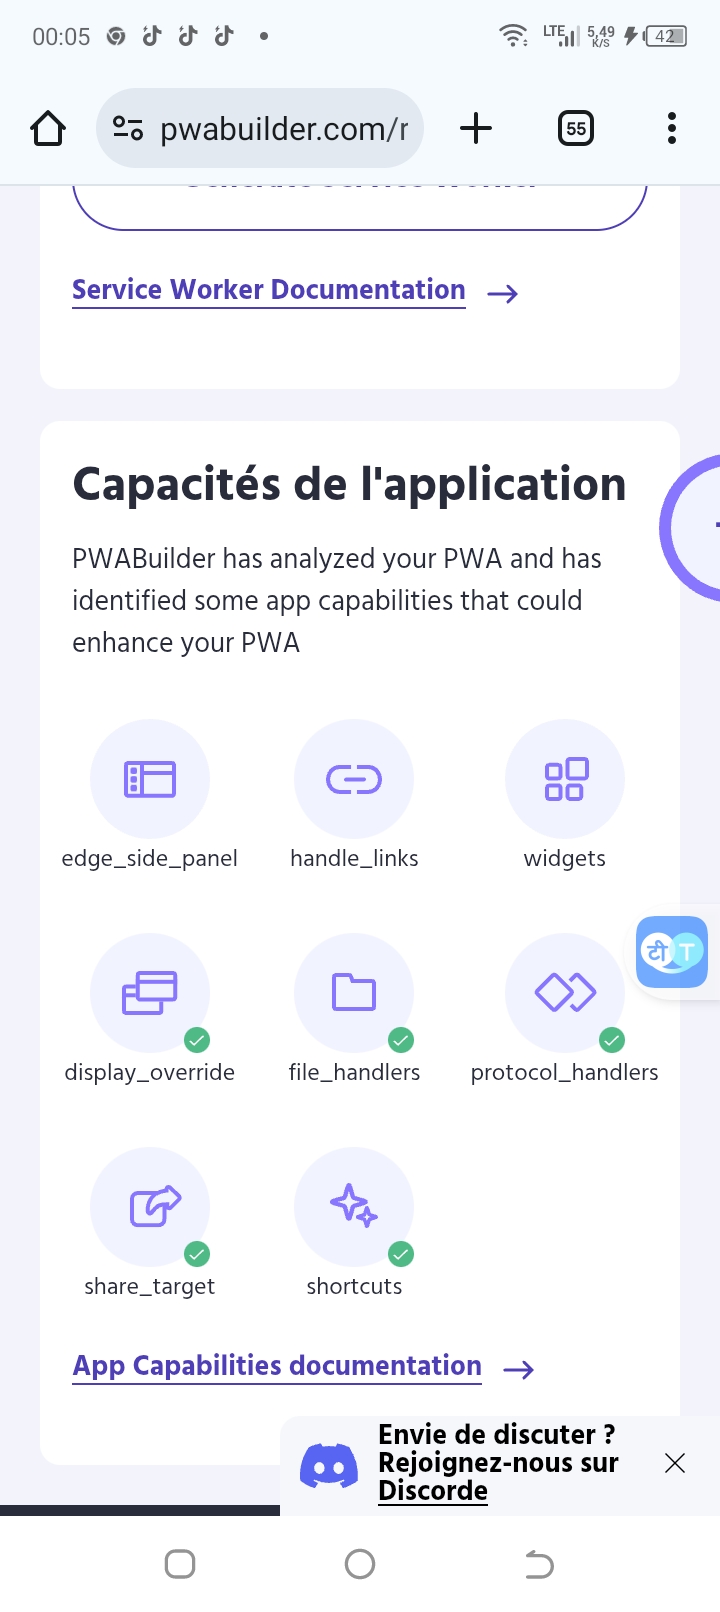 00:05
LTE 5,49 K/S 42
pwabuilder.com/r
55
Service Worker Documentation
Capacités de l'application
PWABuilder has analyzed your PWA and has
identified some app capabilities that could
enhance your PWA
edge_side_panel handle_links widgets
टी T
display_override file_handlers protocol_handlers
share_target shortcuts
App Capabilities documentation
Envie de discuter ?
Rejoignez-nous sur
Discorde